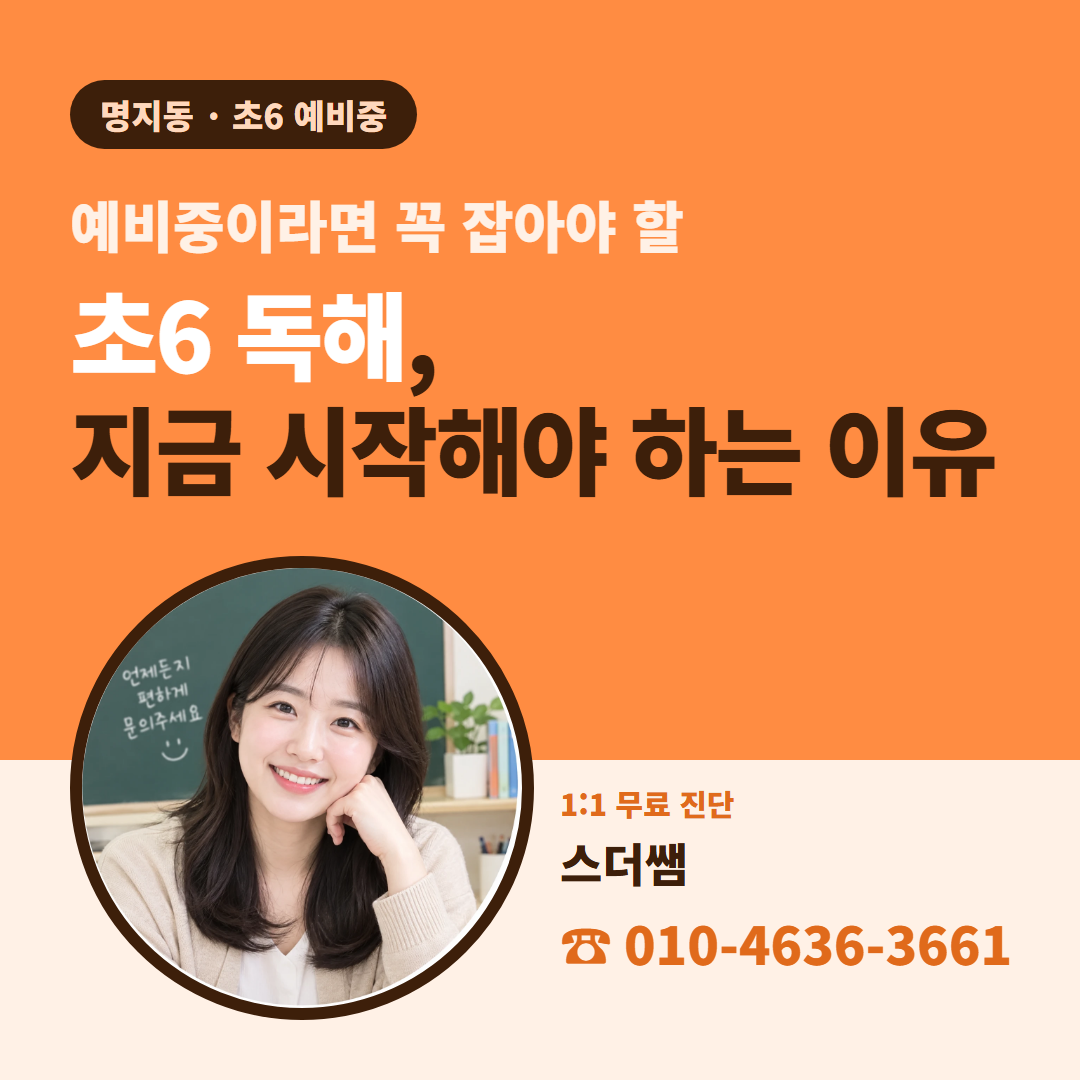 명지동 · 초6 예비중
예비중이라면 꼭 잡아야 할
초6 독해,
지금 시작해야 하는 이유
언제든지
편하게
문의주세요
1:1 무료 진단
스더쌤
☎ 010-4636-3661